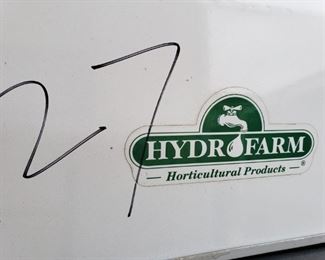 27
HYDROFARM
Horticultural Products
®